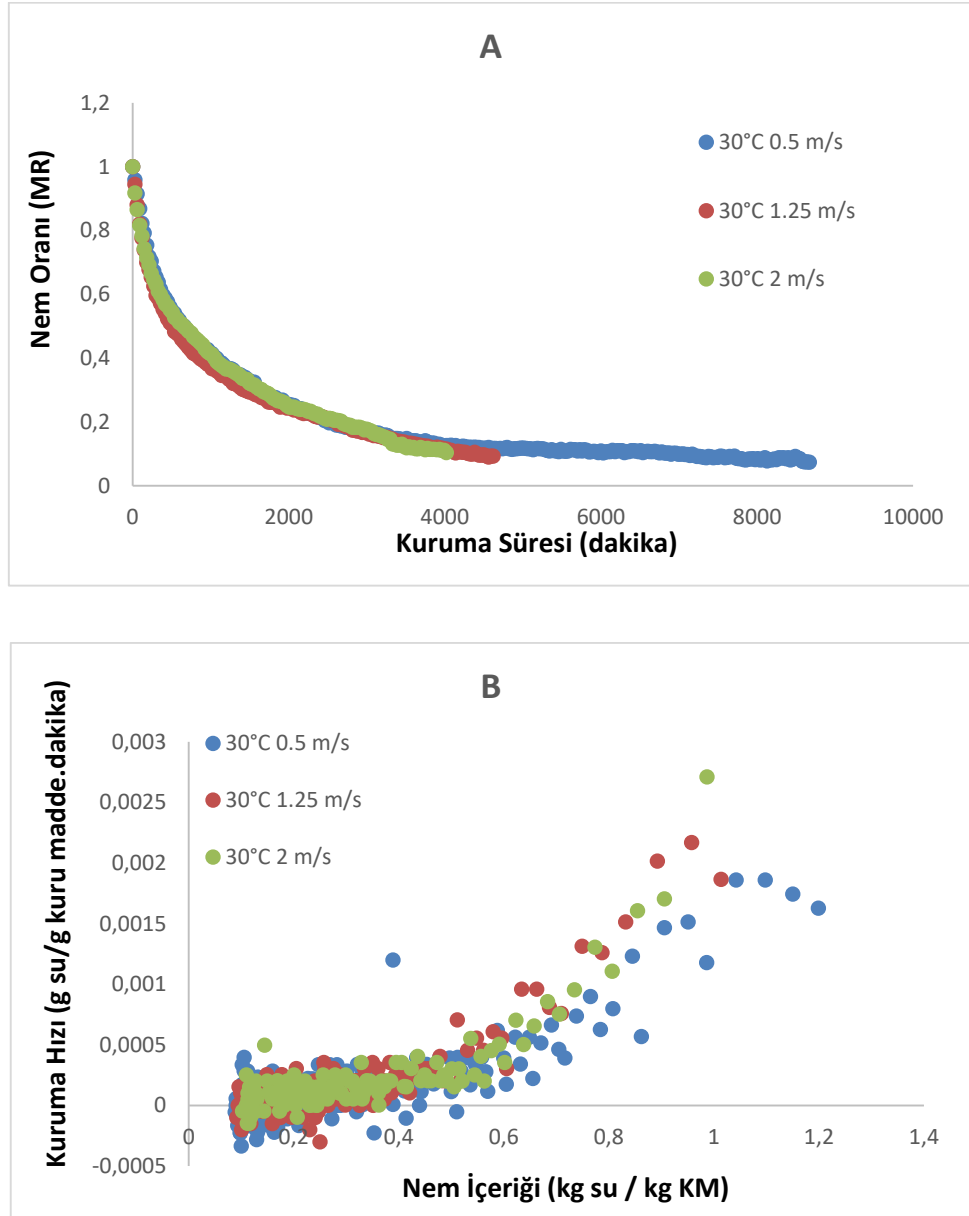 A
Nem Oranı (MR)
1,2
1
0,8
0,6
0,4
0,2
0
0 2000 4000 6000 8000 10000
Kuruma Süresi (dakika)
30°C 0.5 m/s
30°C 1.25 m/s
30°C 2 m/s
B
Kuruma Hızı (g su/g kuru madde.dakika)
0,003
0,0025
0,002
0,0015
0,001
0,0005
0
-0,0005
0 0,2 0,4 0,6 0,8 1 1,2 1,4
Nem İçeriği (kg su / kg KM)
30°C 0.5 m/s
30°C 1.25 m/s
30°C 2 m/s